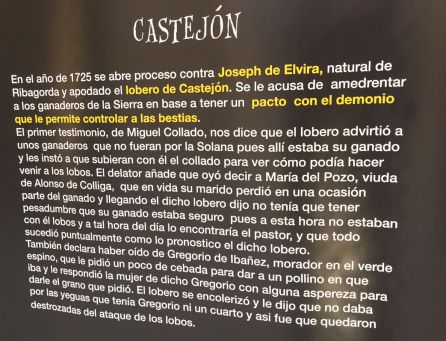 CASTEJÓN
En el año de 1725 se abre proceso contra Joseph de Elvira, natural de
Ribagorda y apodado el lobero de Castejón. Se le acusa de amedrentar
a los ganaderos de la Sierra en base a tener un pacto con el demonio
que le permite controlar a las bestias.
El primer testimonio, de Miguel Collado, nos dice que el lobero advirtió a
unos ganaderos que no fueran por la Solana pues allí estaba su ganado
y les instó a que subieran con él el collado para ver cómo podía hacer
venir a los lobos. El delator añade que oyó decir a María del Pozo, viuda
de Alonso de Colliga, que en vida su marido perdió en una ocasión
parte del ganado y llegando el dicho lobero dijo no tenía que tener
pesadumbre que su ganado estaba seguro pues a esta hora no estaban
con él lobos y a tal hora del día lo encontraría el pastor, y que todo
sucedió puntualmente como lo pronostico el dicho lobero.
También declara haber oído de Gregorio de Ibañez, morador en el verde
espino, que le pidió un poco de cebada para dar a un pollino en que
iba y le respondió la mujer de dicho Gregorio con alguna aspereza para
darle el grano que pidió. El lobero se encolerizó y le dijo que no daba
por las yeguas que tenía Gregorio ni un cuarto y asi fue que quedaron
destrozadas del ataque de los lobos.